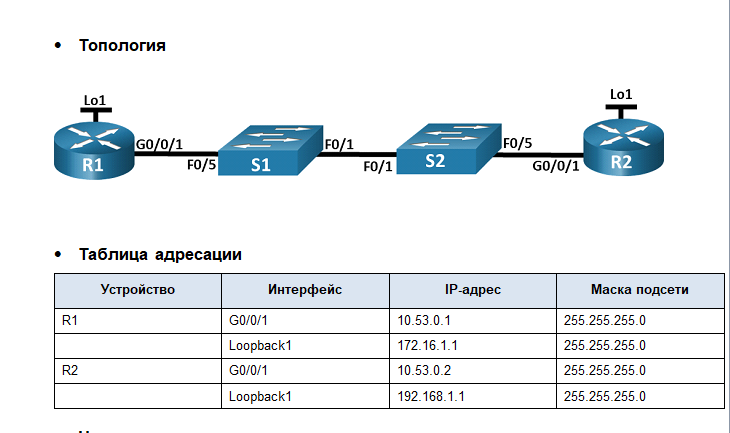 • Топология
Lo1 Lo1
G0/0/1 F0/1 F0/5
R1 F0/5 S1 F0/1 S2 G0/0/1 R2
• Таблица адресации
Устройство Интерфейс IP-адрес Маска подсети
R1 G0/0/1 10.53.0.1 255.255.255.0
Loopback1 172.16.1.1 255.255.255.0
R2 G0/0/1 10.53.0.2 255.255.255.0
Loopback1 192.168.1.1 255.255.255.0